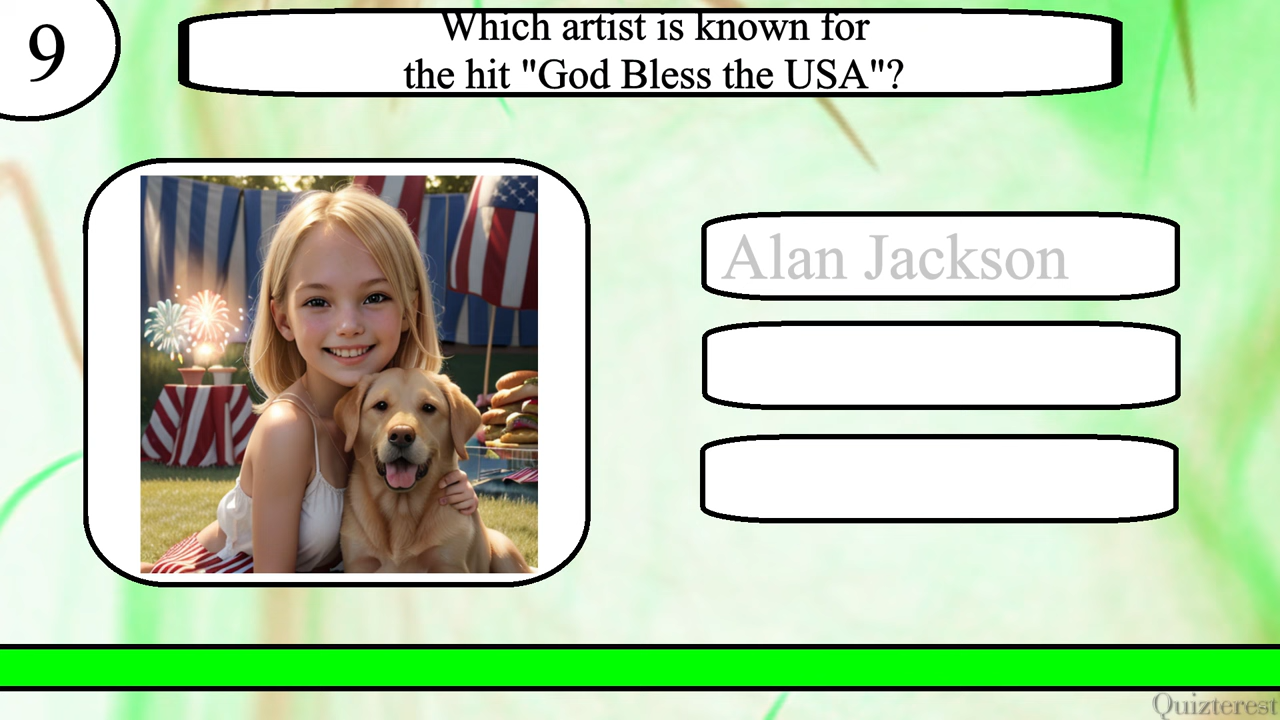 9
Which artist is known for
the hit "God Bless the USA"?
Alan Jackson
Quizterest